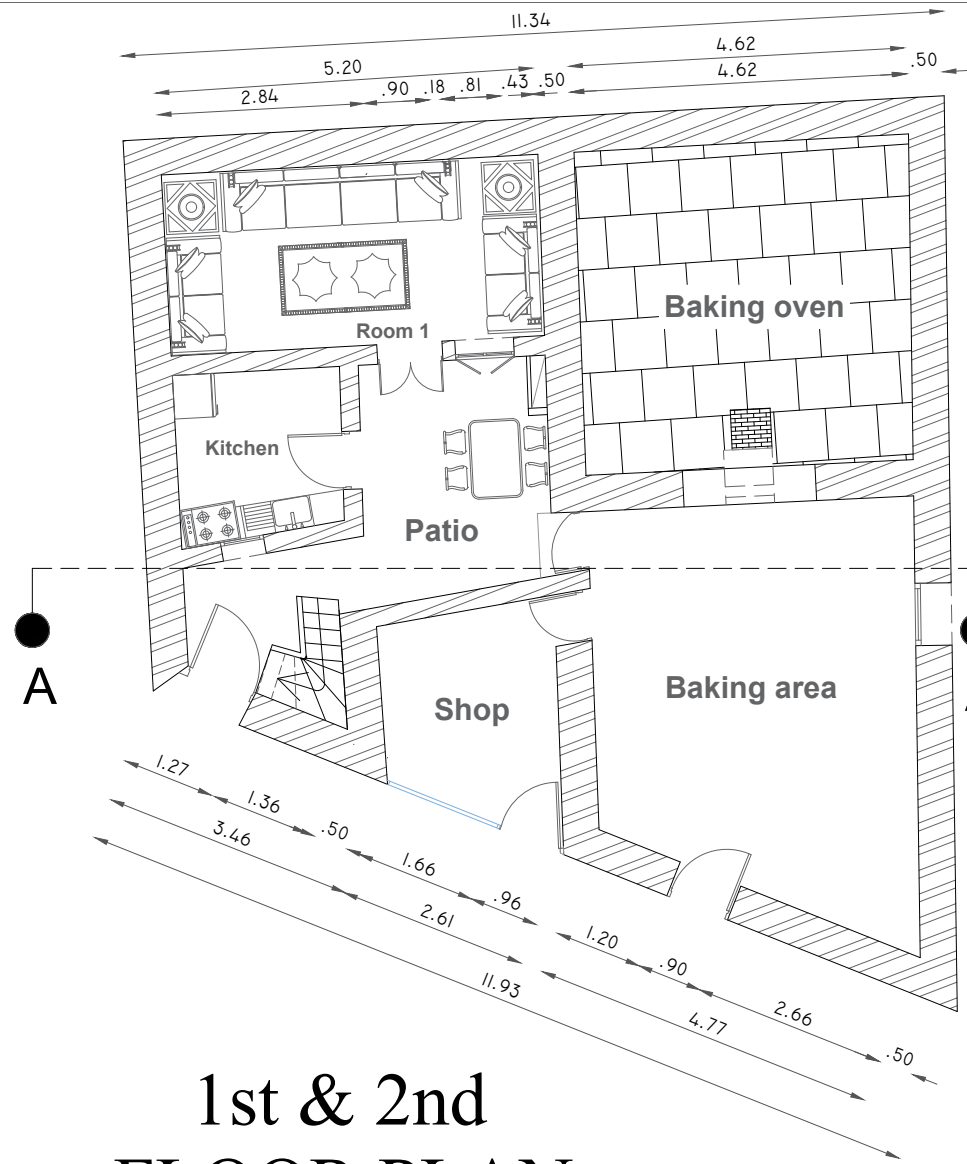 11.34
5.20
4.62
2.84
.90
.18
.81
.43
.50
4.62
.50
Baking oven
Room 1
Kitchen
Patio
A
Baking area
Shop
1.27
1.36
.50
1.66
.96
1.20
.90
2.66
.50
3.46
2.61
4.77
11.93
1st & 2nd
FLOOR PLAN